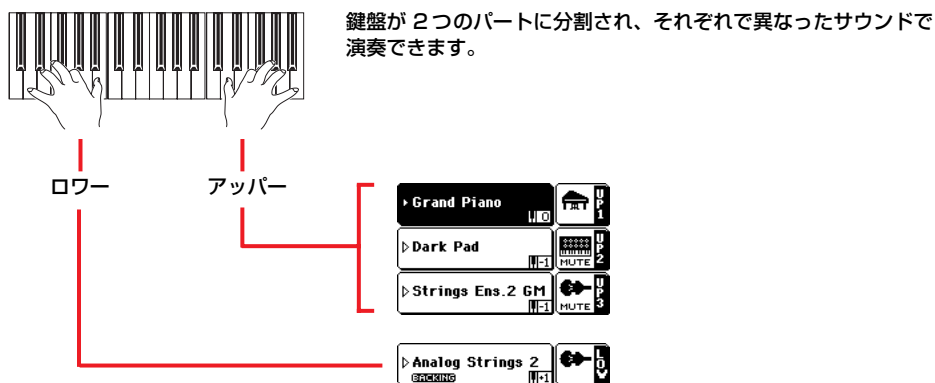 鍵盤が 2つのパートに分割され、それぞれで異なったサウンドで
演奏できます。
ロワー
アッパー
Grand Piano
0
UP1
Dark Pad
-1
MUTE
UP2
Strings Ens.2 GM
-1
MUTE
UP3
Analog Strings 2
BACKING
+1
LOW